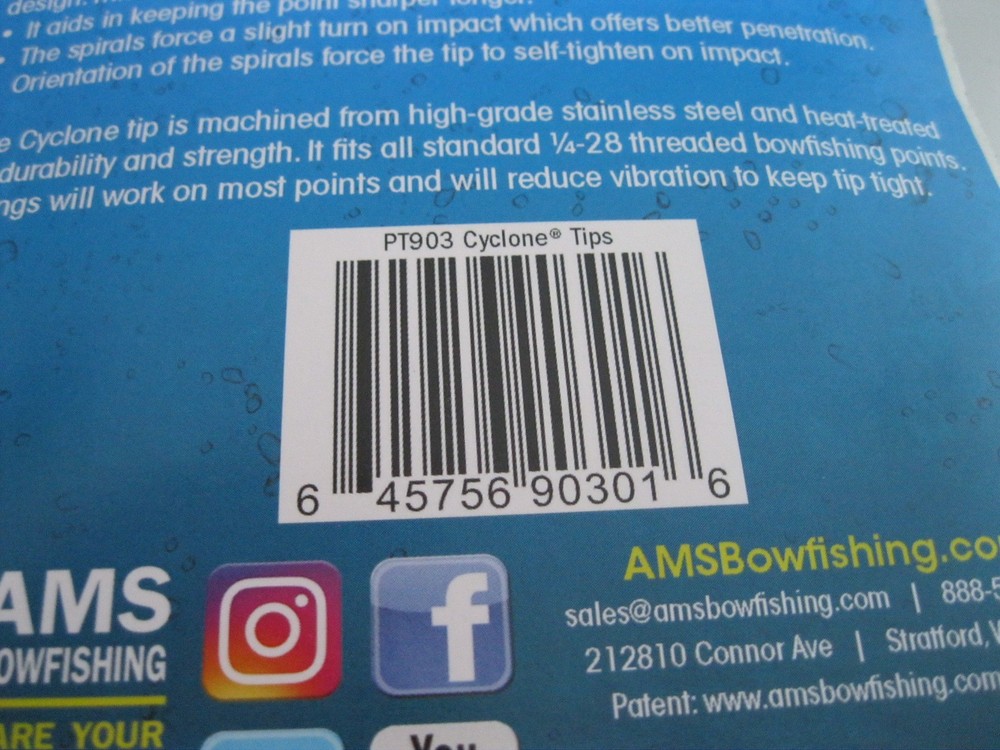 design.
• It aids in keeping the point sharper longer.
• The spirals force a slight turn on impact which offers better penetration.
Orientation of the spirals force the tip to self-tighten on impact.
Cyclone tip is machined from high-grade stainless steel and heat-treated
durability and strength. It fits all standard ¼-28 threaded bowfishing points.
will work on most points and will reduce vibration to keep tip tight.
PT903 Cyclone® Tips
6 45756 90301 6
AMS
OWFISHING
ARE YOUR
You
AMSBowfishing.co
sales@amsbowfishing.com | 888-5
212810 Connor Ave | Stratford, W
Patent: www.amsbowfishing.com